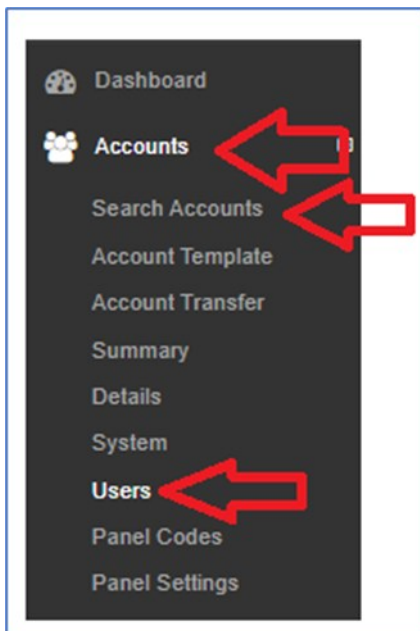 Dashboard
Accounts
Search Accounts
Account Template
Account Transfer
Summary
Details
System
Users
Panel Codes
Panel Settings